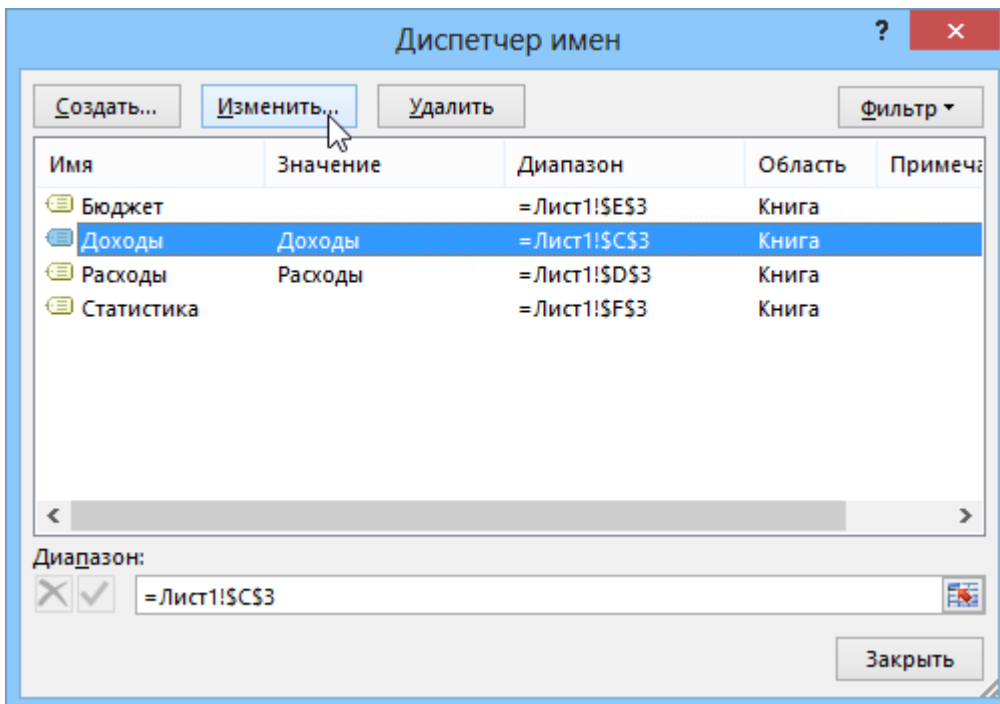 Диспетчер имен ?
Создать... Изменить... Удалить Фильтр
Имя Значение Диапазон Область Примеча
Бюджет =Лист1!$E$3 Книга
Доходы Доходы =Лист1!$C$3 Книга
Расходы Расходы =Лист1!$D$3 Книга
Статистика =Лист1!$F$3 Книга
Диапазон:
=Лист1!$C$3
Закрыть